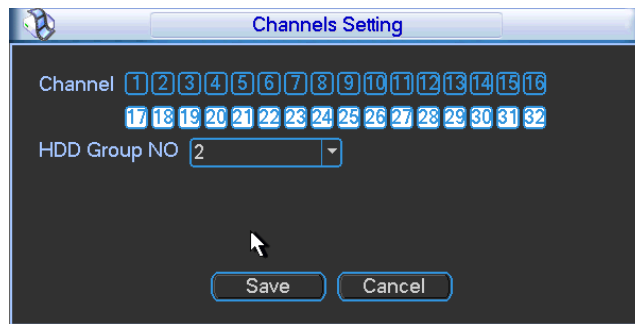 Channels Setting
Channel 1 2 3 4 5 6 7 8 9 10 11 12 13 14 15 16
17 18 19 20 21 22 23 24 25 26 27 28 29 30 31 32
HDD Group NO 2
Save Cancel